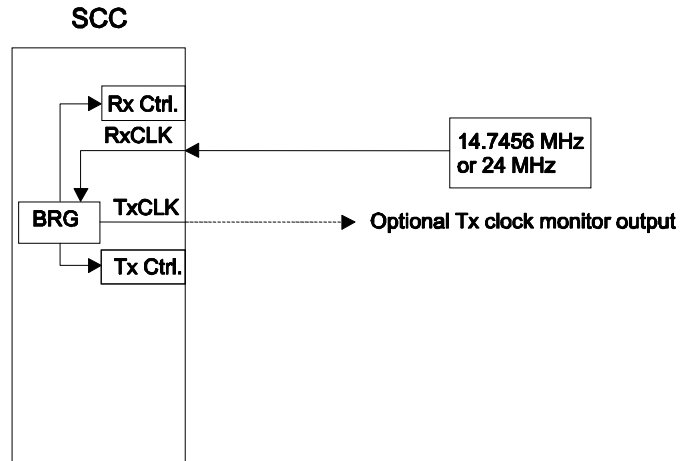 SCC
Rx Ctrl.
RxCLK
14.7456 MHz
or 24 MHz
BRG
TxCLK
Optional Tx clock monitor output
Tx Ctrl.